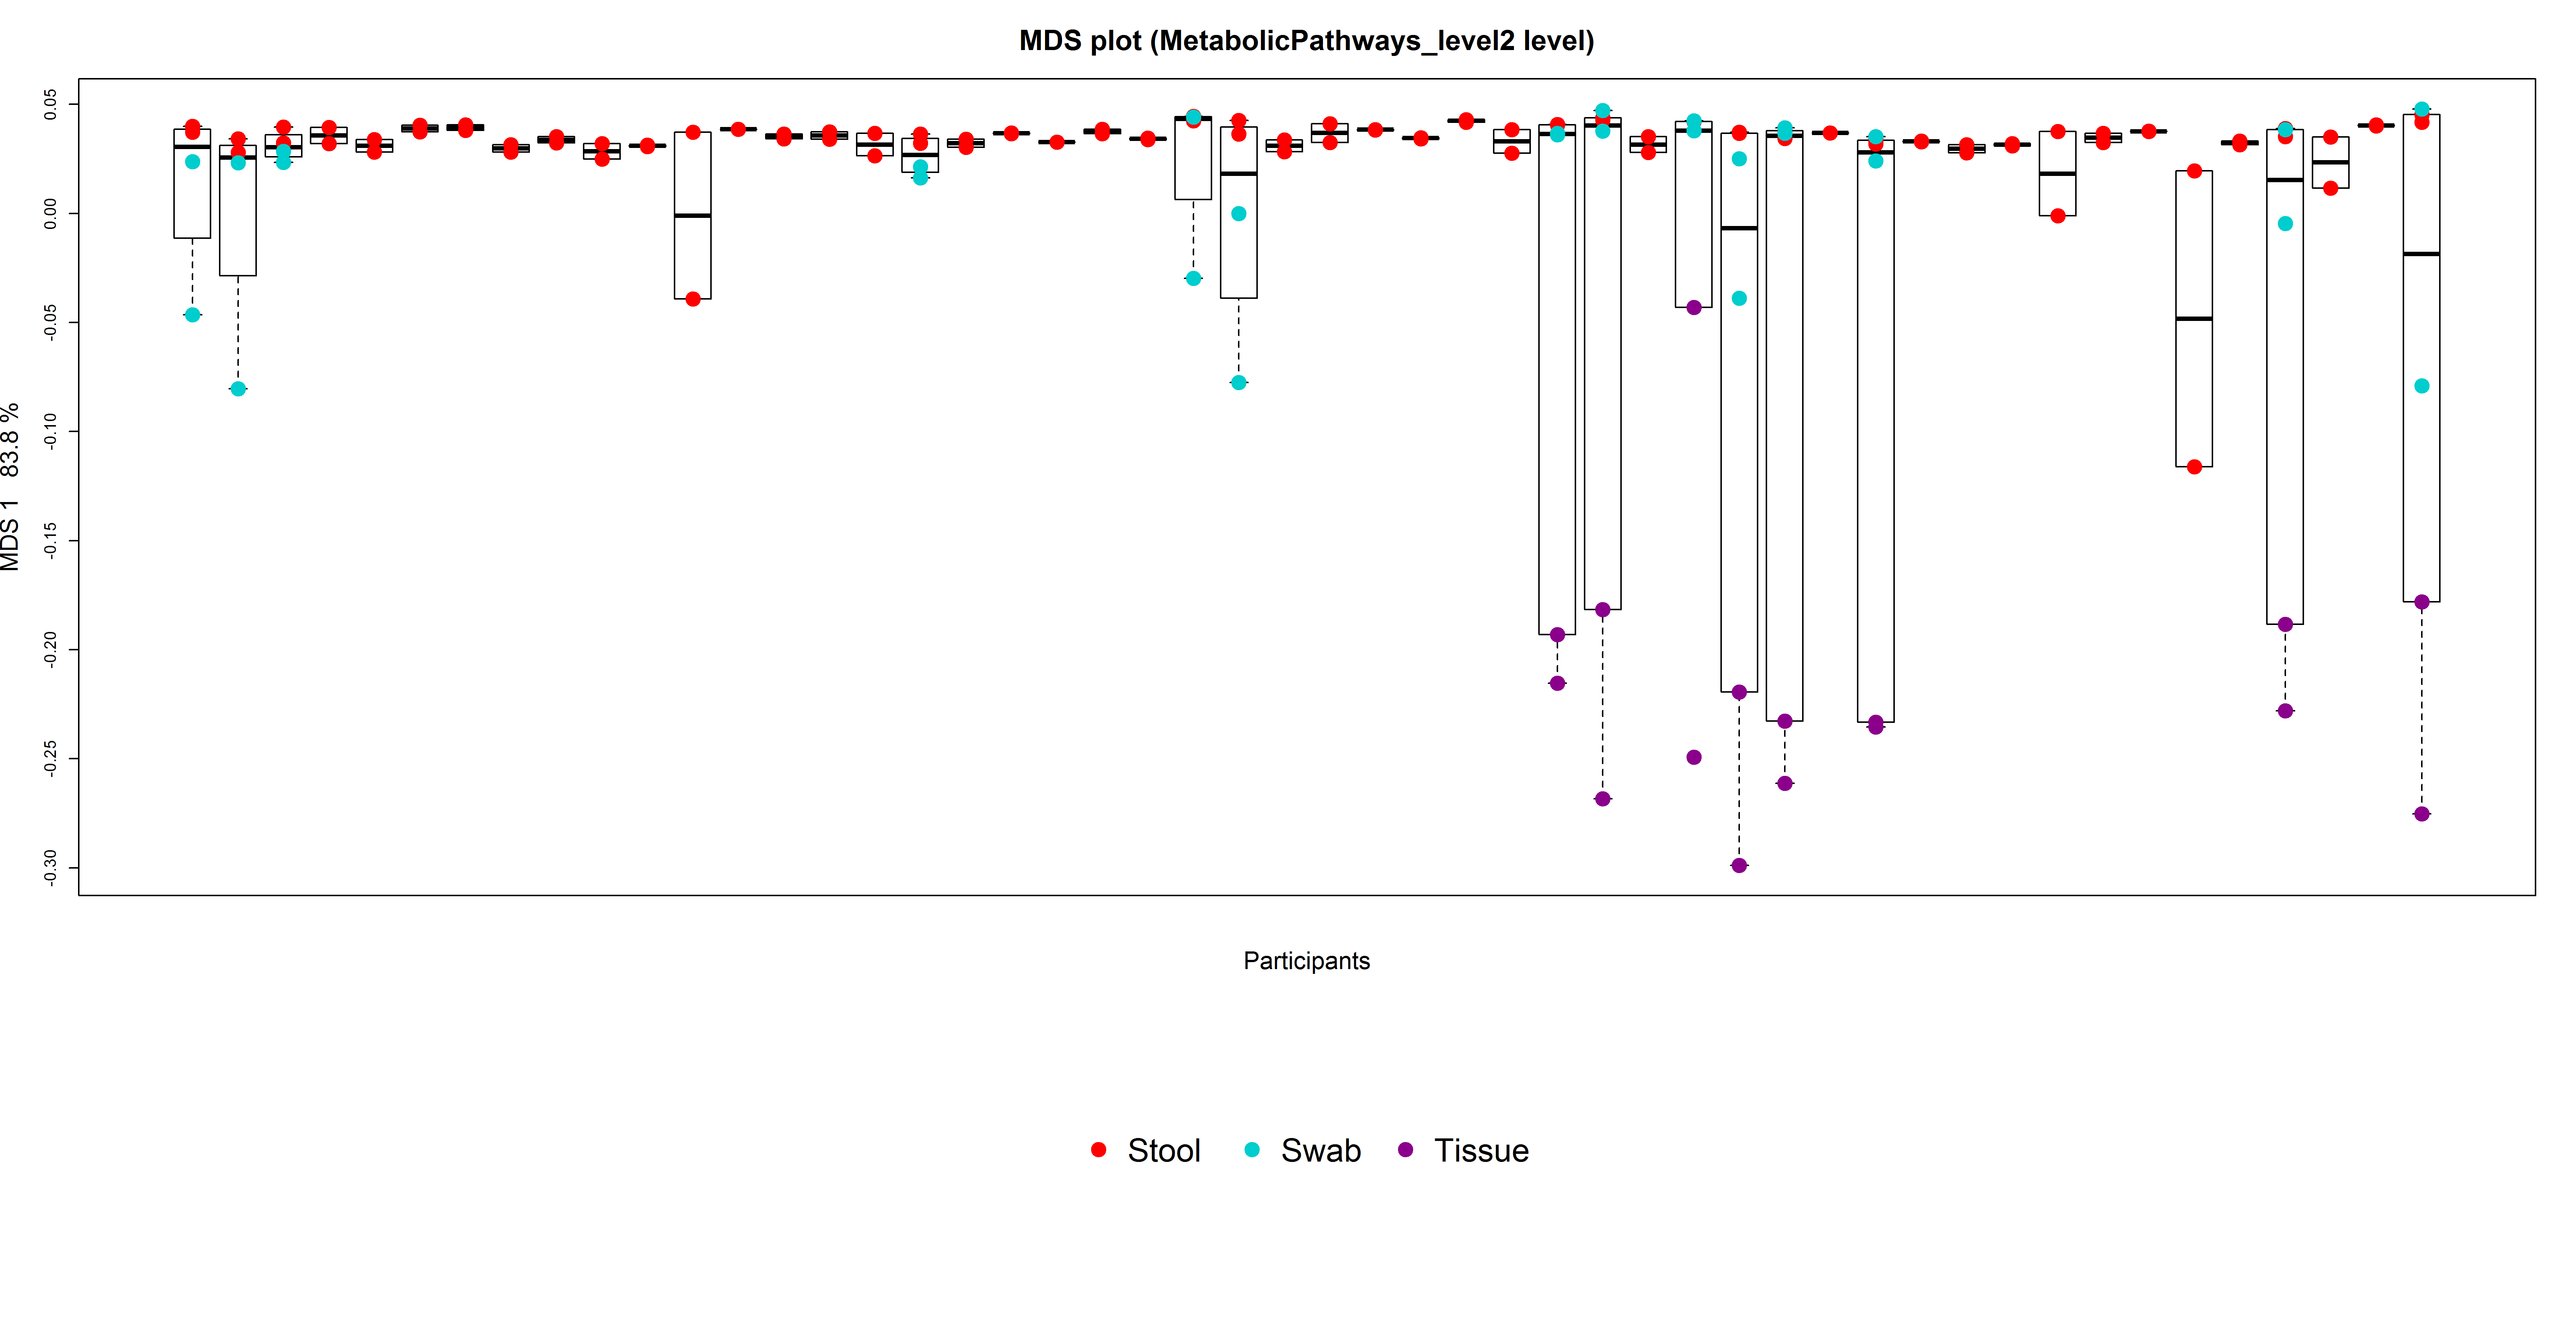 MDS plot (MetabolicPathways_level2 level)
0.05
0.00
-0.05
-0.10
-0.15
-0.20
-0.25
-0.30
MDS 1 83.8 %
Participants
Stool Swab Tissue